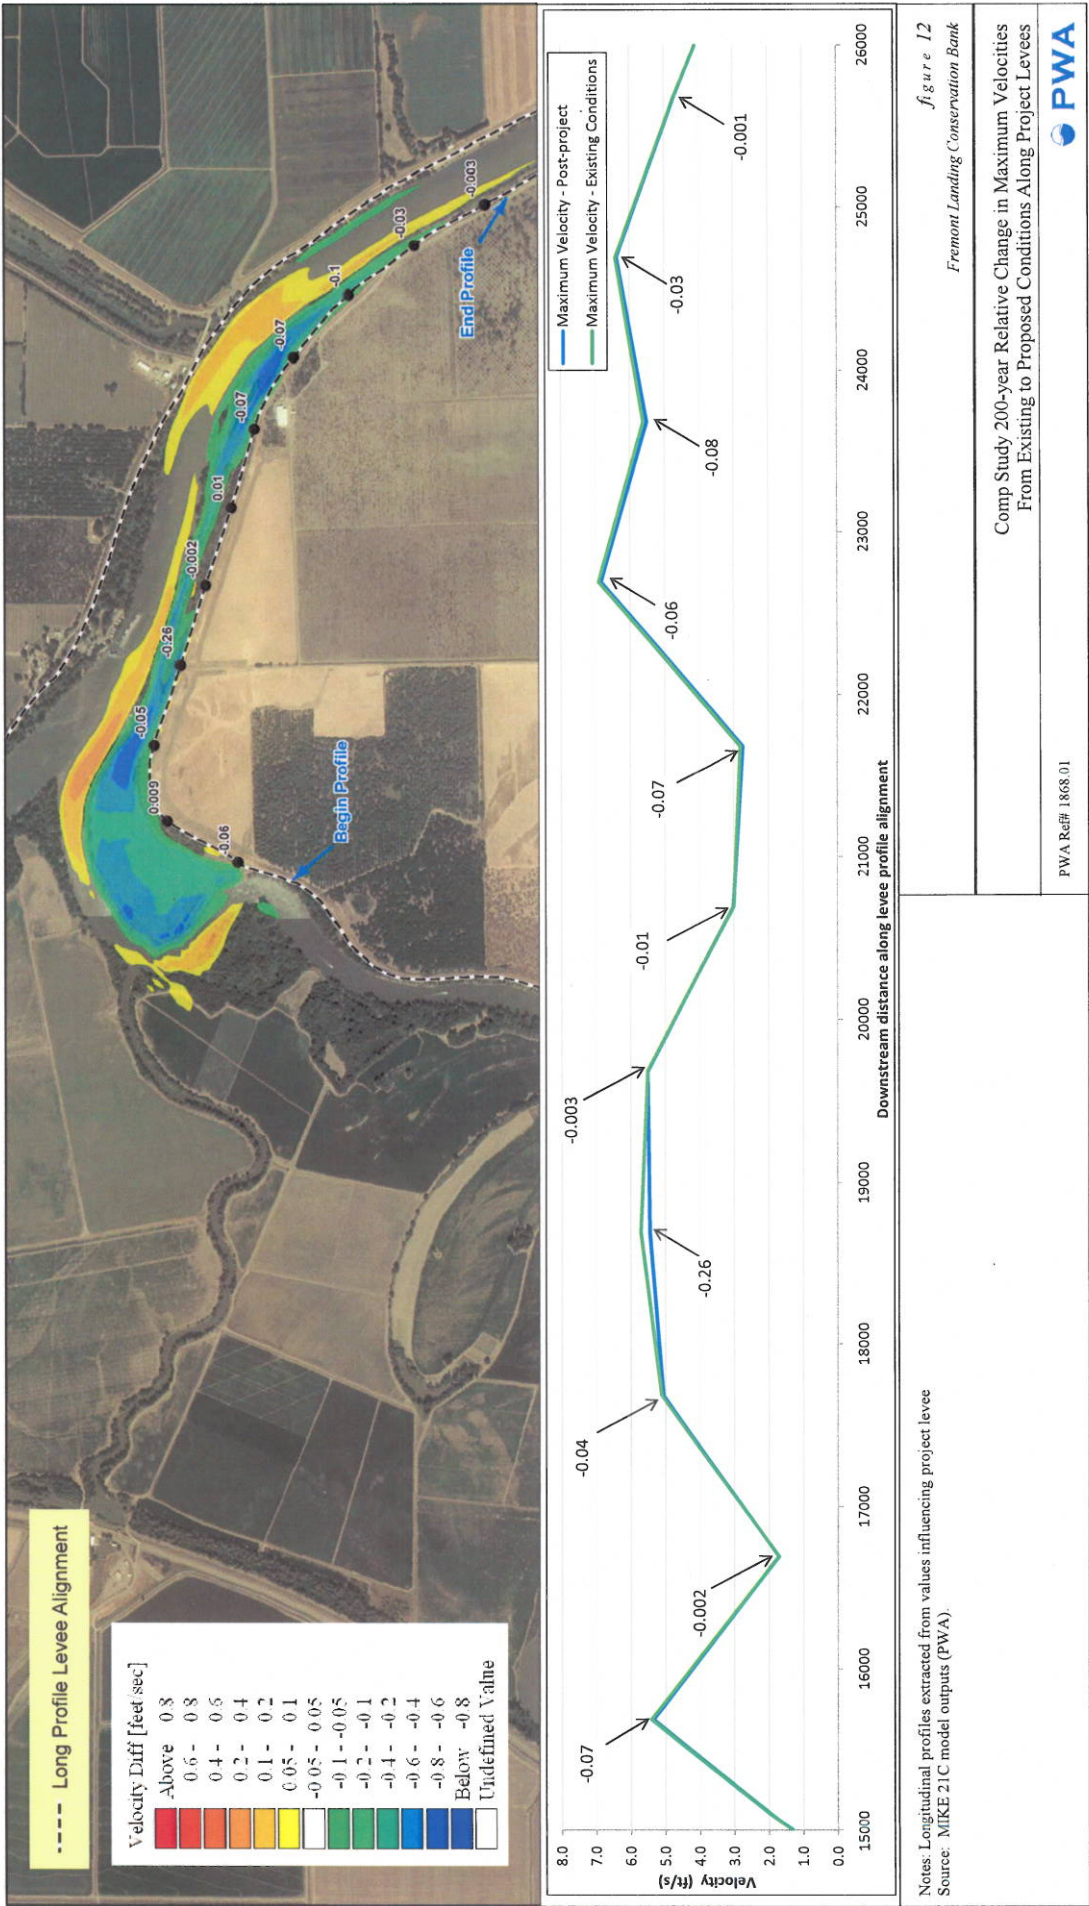 ---- Long Profile Levee Alignment
Velocity Diff [feet/sec]
Above 0.8
0.6 - 0.8
0.4 - 0.6
0.2 - 0.4
0.1 - 0.2
0.05 - 0.1
-0.05 - 0.05
-0.1 - -0.05
-0.2 - -0.1
-0.4 - -0.2
-0.6 - -0.4
-0.8 - -0.6
Below -0.8
Undefined Value
Begin Profile
-0.06
0.009
-0.05
-0.26
-0.002
0.01
-0.07
-0.07
-0.1
-0.03
-0.003
End Profile
Maximum Velocity - Post-project
Maximum Velocity - Existing Conditions
Velocity (ft/s)
8.0
7.0
6.0
5.0
4.0
3.0
2.0
1.0
0.0
-0.07
-0.002
-0.04
-0.26
-0.003
-0.01
-0.07
-0.06
-0.08
-0.03
-0.001
15000 16000 17000 18000 19000 20000 21000 22000 23000 24000 25000 26000
Downstream distance along levee profile alignment
Notes: Longitudinal profiles extracted from values influencing project levee
Source: MIKE 21C model outputs (PWA).
figure 12
Fremont Landing Conservation Bank
Comp Study 200-year Relative Change in Maximum Velocities
From Existing to Proposed Conditions Along Project Levees
PWA Ref# 1868.01
PWA